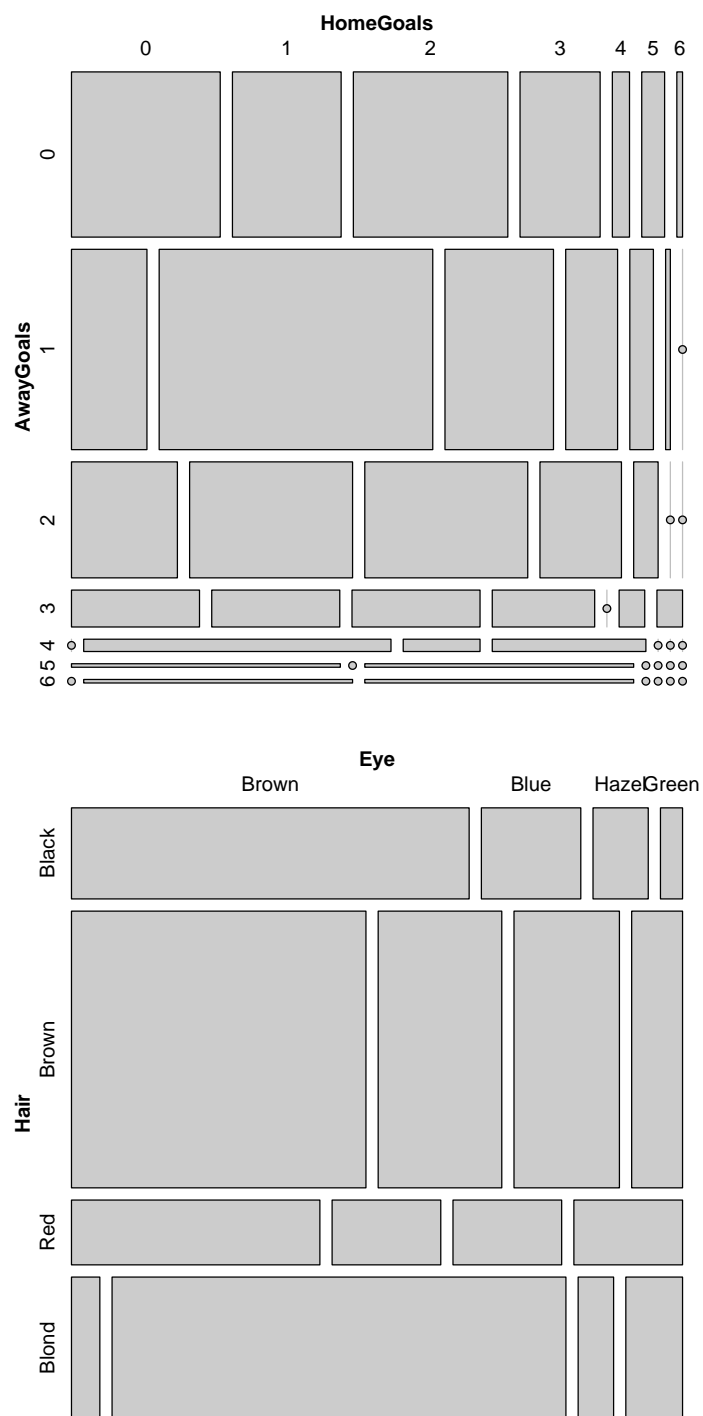 HomeGoals
0 1 2 3 4 5 6
AwayGoals
0
1
2
3
4
5
6
Eye
Brown Blue Hazel Green
Hair
Black
Brown
Red
Blond